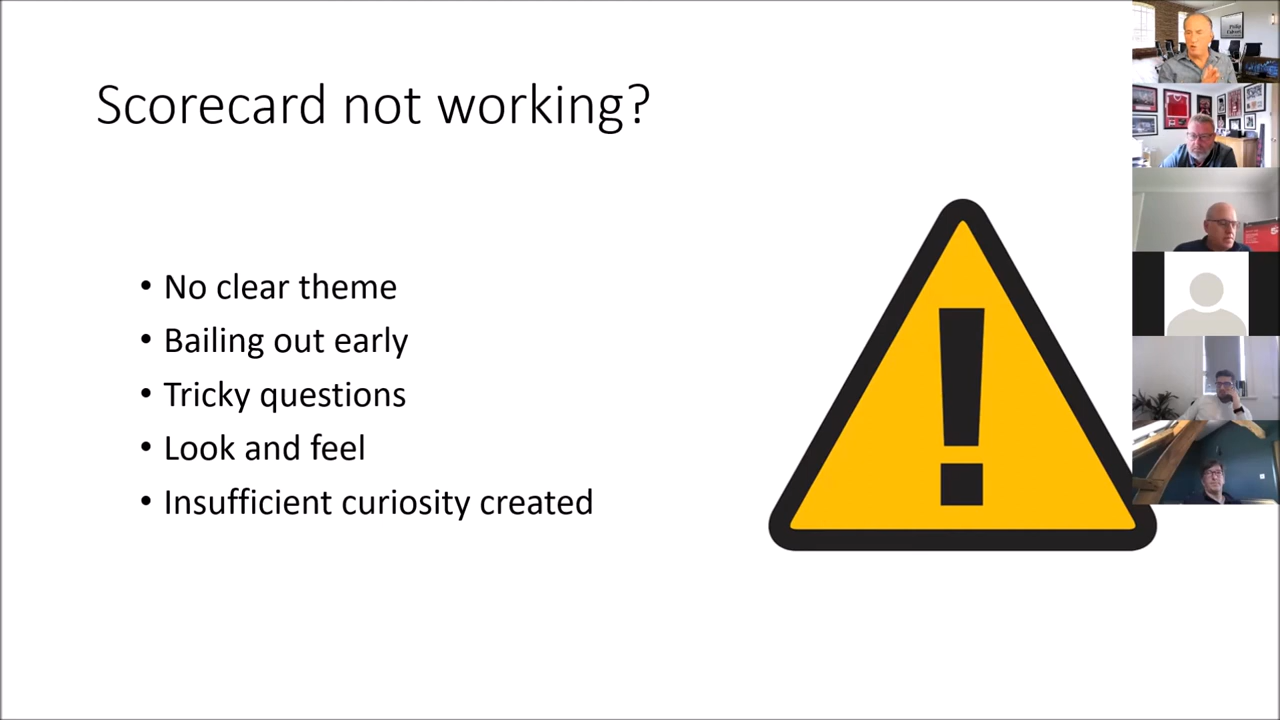 Scorecard not working?
• No clear theme
• Bailing out early
• Tricky questions
• Look and feel
• Insufficient curiosity created